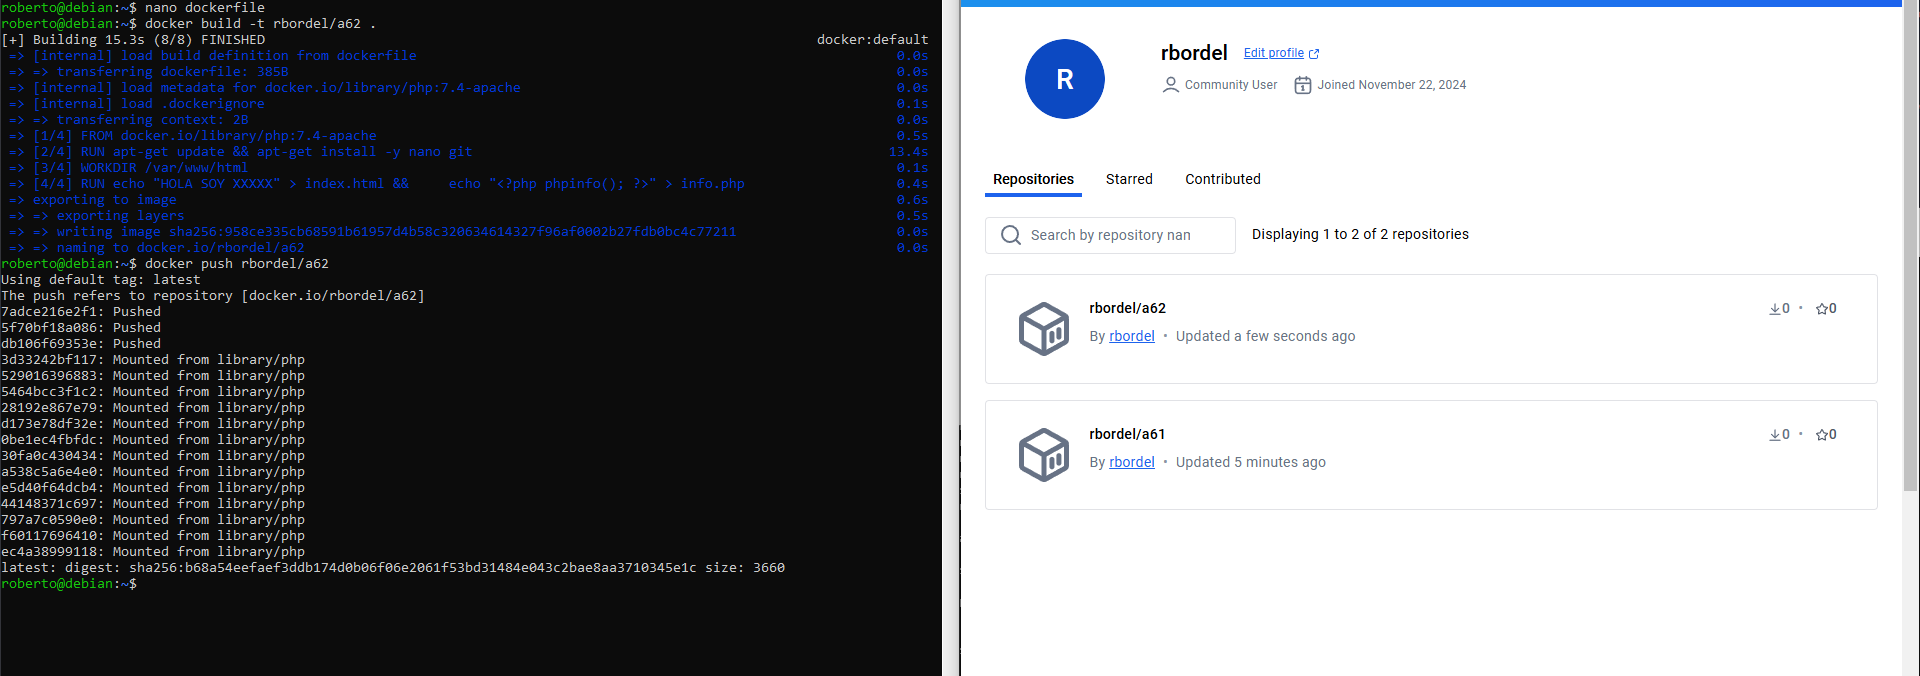 roberto@debian:~$ nano dockerfile
roberto@debian:~$ docker build -t rbordel/a62 .
[+] Building 15.3s (8/8) FINISHED docker:default
=> [internal] load build definition from dockerfile 0.0s
=> => transferring dockerfile: 385B 0.0s
=> [internal] load metadata for docker.io/library/php:7.4-apache 0.0s
=> [internal] load .dockerignore 0.1s
=> => transferring context: 2B 0.0s
=> [1/4] FROM docker.io/library/php:7.4-apache 0.5s
=> [2/4] RUN apt-get update && apt-get install -y nano git 13.4s
=> [3/4] WORKDIR /var/www/html 0.1s
=> [4/4] RUN echo "HOLA SOY XXXXX" > index.html &&     echo "<?php phpinfo(); ?>" > info.php 0.4s
=> exporting to image 0.6s
=> => exporting layers 0.5s
=> => writing image sha256:958ce335cb68591b61957d4b58c320634614327f96af0002b27fdb0bc4c77211 0.0s
=> => naming to docker.io/rbordel/a62 0.0s
roberto@debian:~$ docker push rbordel/a62
Using default tag: latest
The push refers to repository [docker.io/rbordel/a62]
7adce216e2f1: Pushed
5f70bf18a086: Pushed
db106f69353e: Pushed
3d33242bf117: Mounted from library/php
529016396883: Mounted from library/php
5464bcc3f1c2: Mounted from library/php
28192e867e79: Mounted from library/php
d173e78df32e: Mounted from library/php
0be1ec4fbfdc: Mounted from library/php
30fa0c430434: Mounted from library/php
a538c5a6e4e0: Mounted from library/php
e5d40f64dcb4: Mounted from library/php
44148371c697: Mounted from library/php
797a7c0590e0: Mounted from library/php
f60117696410: Mounted from library/php
ec4a38999118: Mounted from library/php
latest: digest: sha256:b68a54eefaef3ddb174d0b06f06e2061f53bd31484e043c2bae8aa3710345e1c size: 3660
roberto@debian:~$
R
rbordel Edit profile
Community User Joined November 22, 2024
Repositories Starred Contributed
Search by repository nan Displaying 1 to 2 of 2 repositories
rbordel/a62 0 • 0
By rbordel • Updated a few seconds ago
rbordel/a61 0 • 0
By rbordel • Updated 5 minutes ago